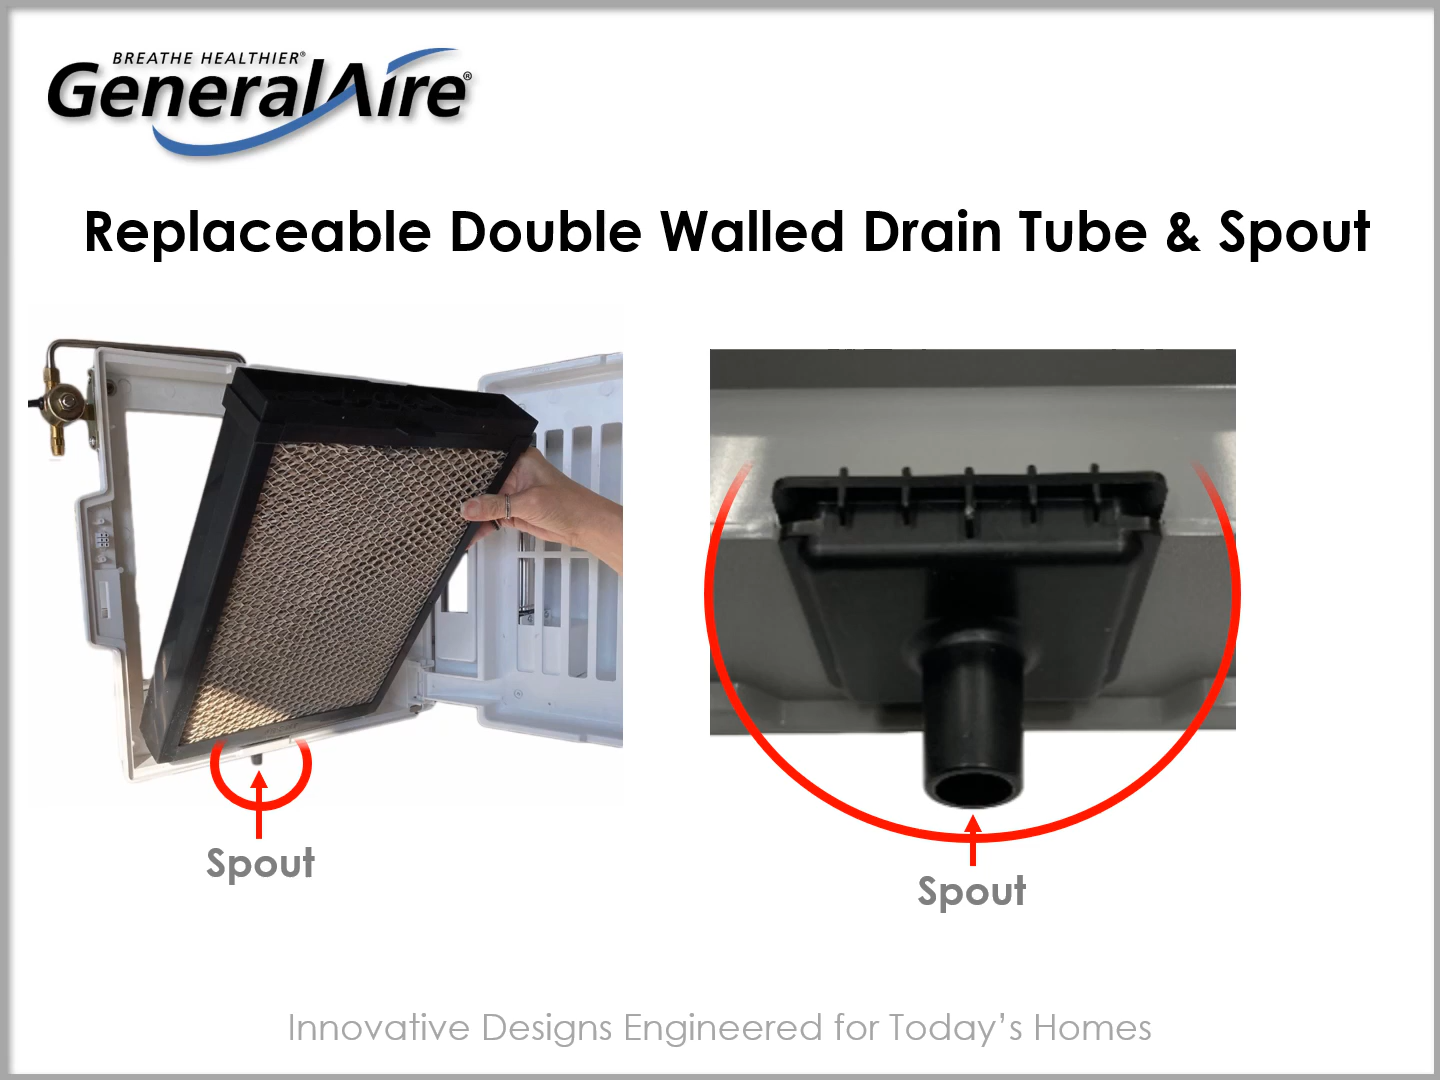 BREATHE HEALTHIER®
GeneralAire®
Replaceable Double Walled Drain Tube & Spout
Spout
Spout
Innovative Designs Engineered for Today’s Homes